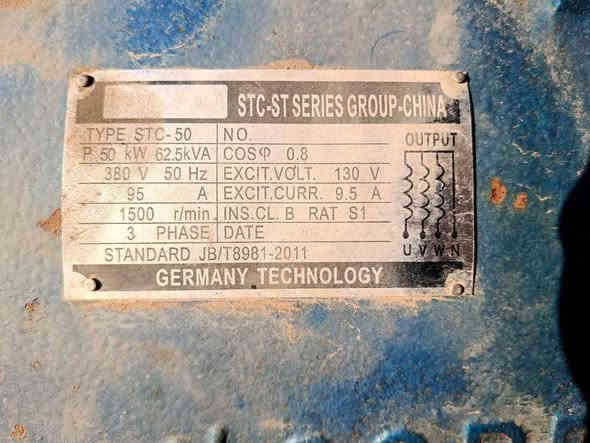 STC-ST SERIES GROUP-CHINA
TYPE STC-50 NO
P 50 kW 62.5kVA COSφ 0.8
380 V 50 Hz EXCIT.VOLT. 130 V
95 A EXCIT.CURR. 9.5 A
1500 r/min INS.CL. B RAT S1
3 PHASE DATE
STANDARD JB/T8981-2011
OUTPUT
U V W N
GERMANY TECHNOLOGY